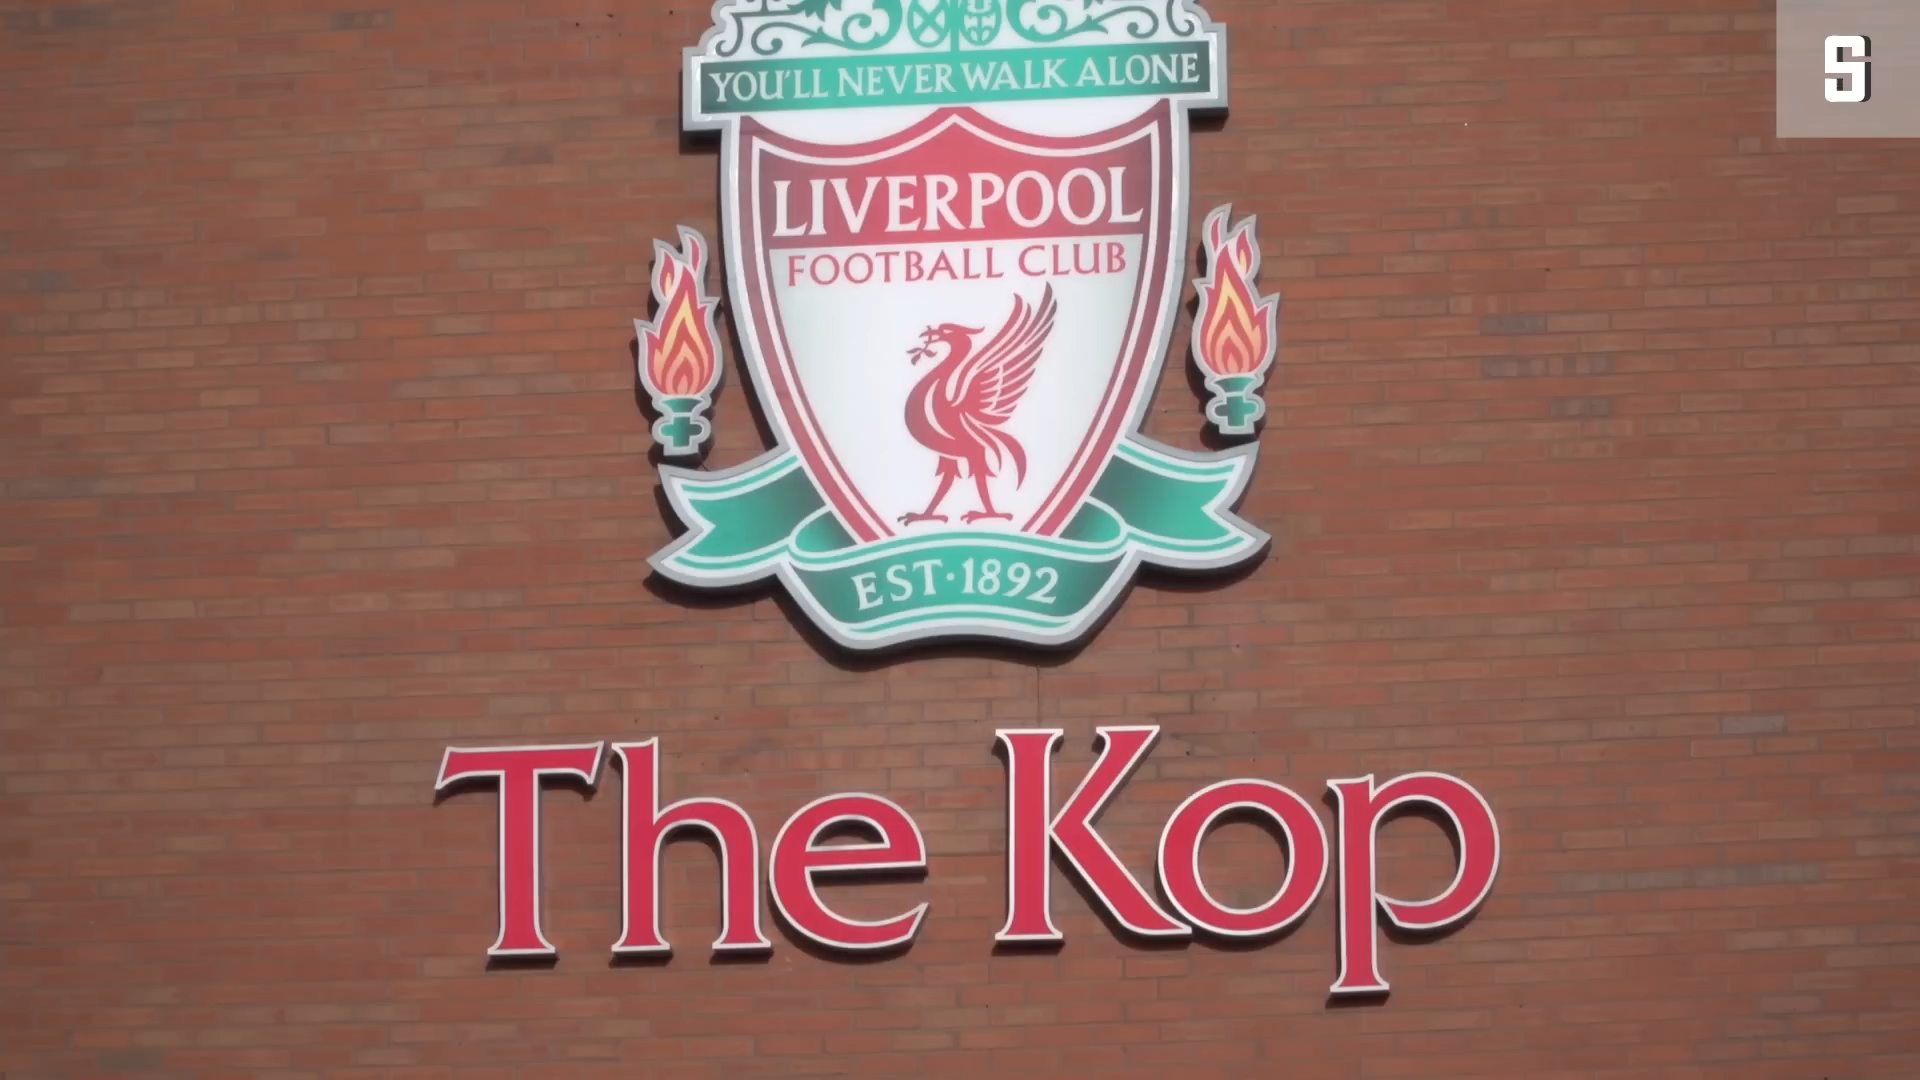 S
YOU'LL NEVER WALK ALONE
LIVERPOOL
FOOTBALL CLUB
EST·1892
The Kop